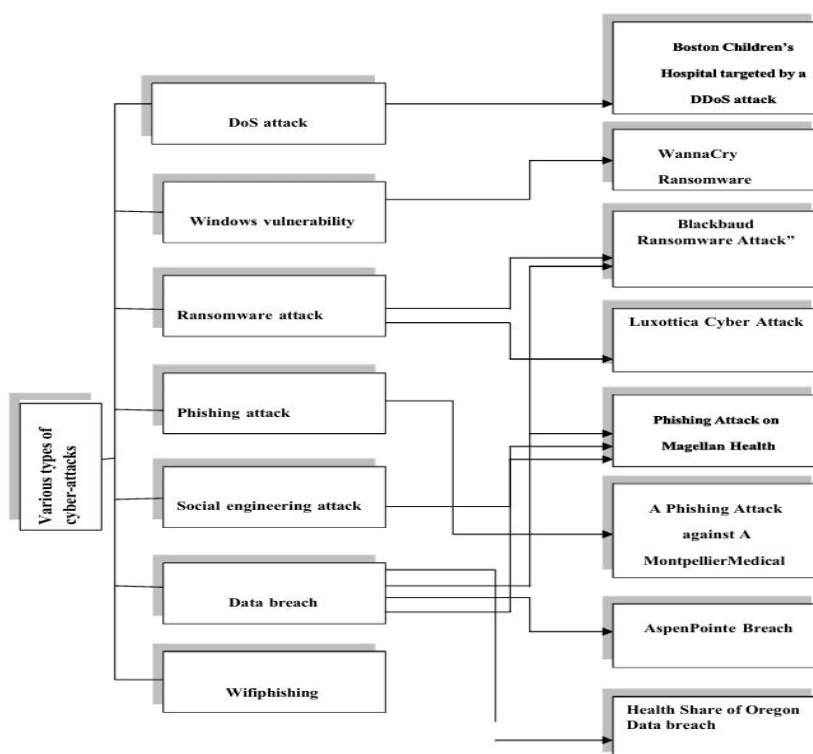 Various types of
cyber-attacks
DoS attack
Windows vulnerability
Ransomware attack
Phishing attack
Social engineering attack
Data breach
Wifiphishing
Boston Children’s
Hospital targeted by a
DDoS attack
WannaCry
Ransomware
Blackbaud
Ransomware Attack”
Luxottica Cyber Attack
Phishing Attack on
Magellan Health
A Phishing Attack
against A
MontpellierMedical
AspenPointe Breach
Health Share of Oregon
Data breach